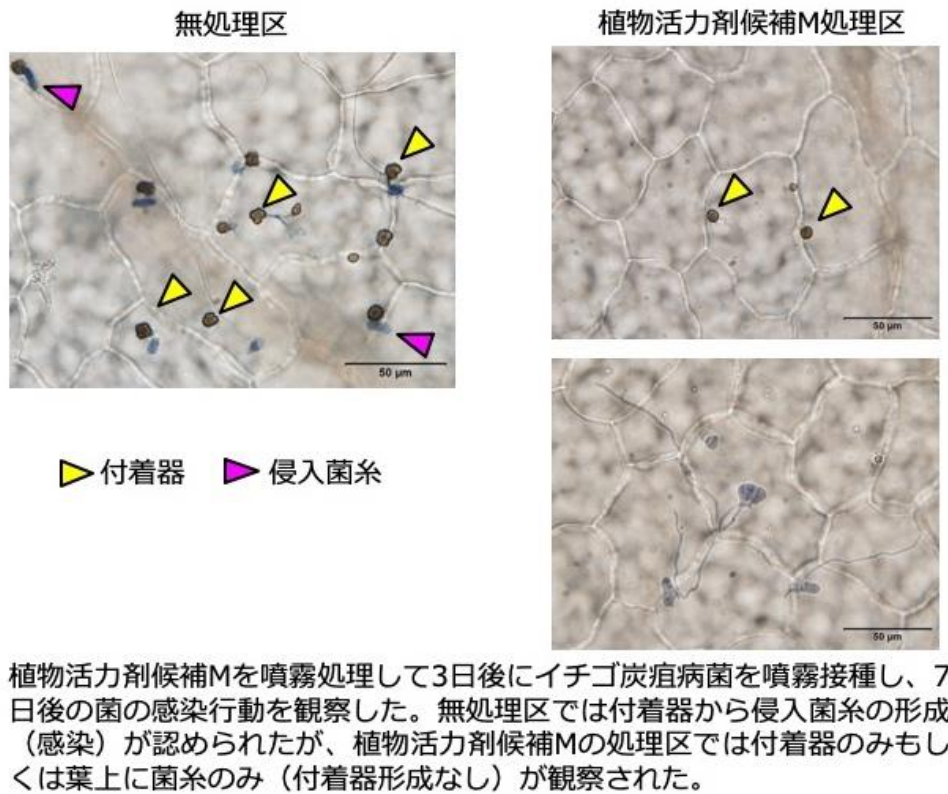 無処理区
植物活力剤候補M処理区
50 μm
50 μm
付着器 侵入菌糸
50 μm
植物活力剤候補Mを噴霧処理して3日後にイチゴ炭疽病菌を噴霧接種し、7
日後の菌の感染行動を観察した。無処理区では付着器から侵入菌糸の形成
（感染）が認められたが、植物活力剤候補Mの処理区では付着器のみもし
くは葉上に菌糸のみ（付着器形成なし）が観察された。